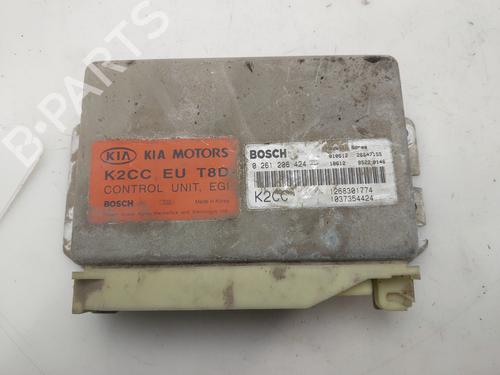 B-PARTS
KIA KIA MOTORS
K2CC EU T8D
CONTROL UNIT, EGI
BOSCH Made in Korea
BOSCH
0 261 206 424
K2CC
1268301774
1037354424